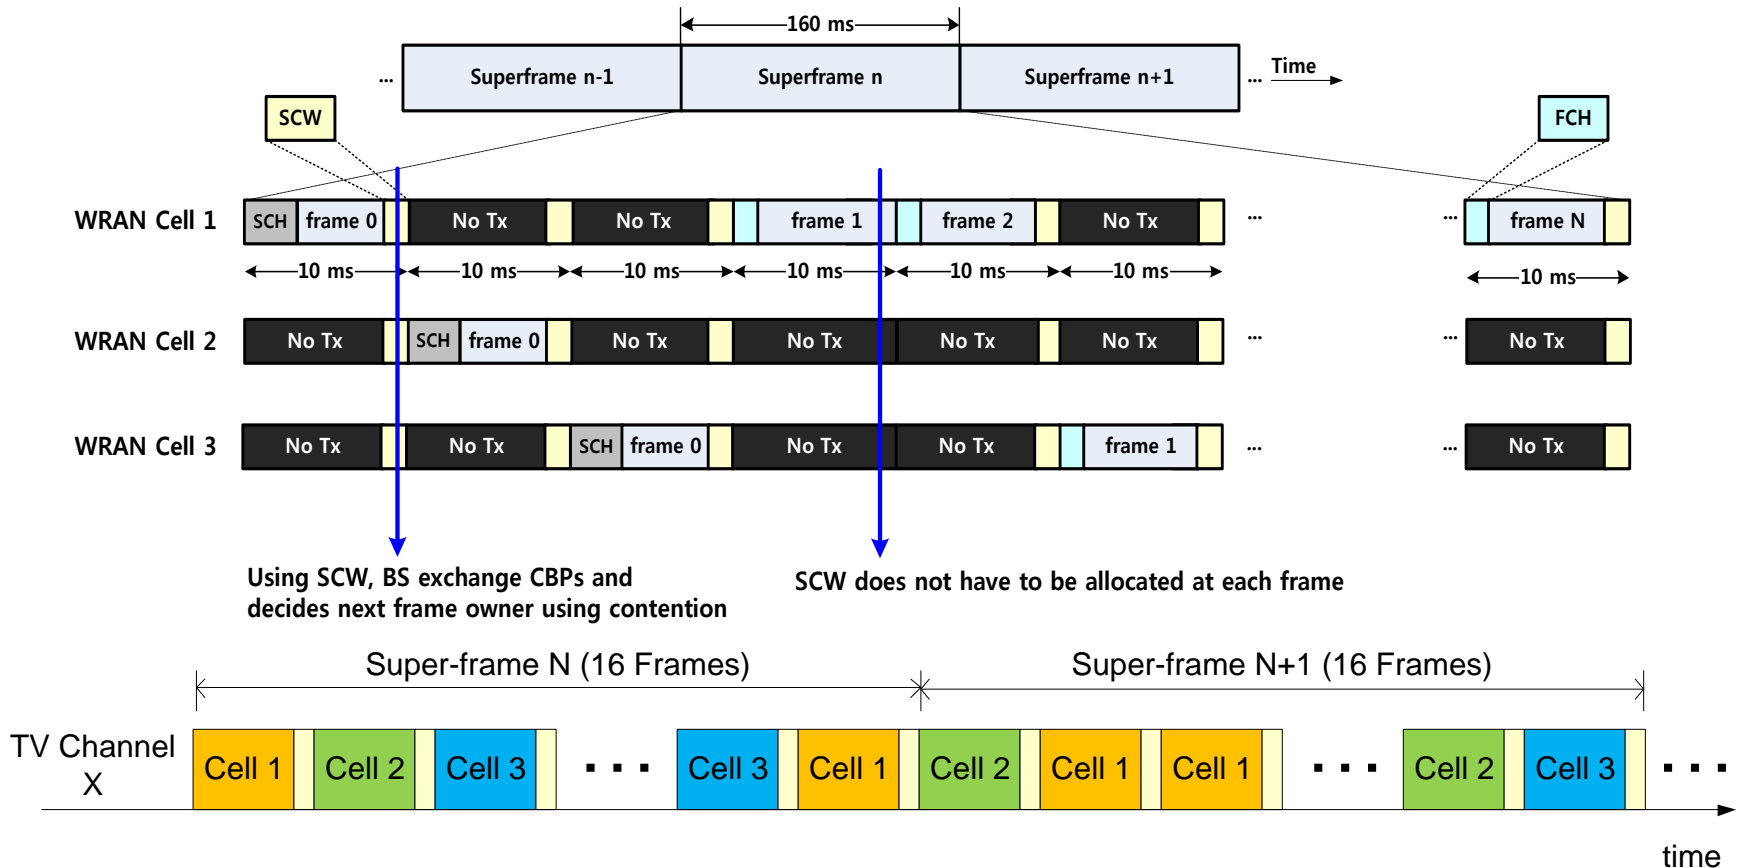 160 ms
... Superframe n-1 Superframe n Superframe n+1 ... Time
SCW FCH
WRAN Cell 1 SCH frame 0 No Tx No Tx frame 1 frame 2 No Tx ... ... frame N
10 ms 10 ms 10 ms 10 ms 10 ms 10 ms 10 ms
WRAN Cell 2 No Tx SCH frame 0 No Tx No Tx No Tx No Tx ... ... No Tx
WRAN Cell 3 No Tx No Tx SCH frame 0 No Tx No Tx frame 1 ... ... No Tx
Using SCW, BS exchange CBPs and
decides next frame owner using contention
SCW does not have to be allocated at each frame
Super-frame N (16 Frames) Super-frame N+1 (16 Frames)
TV Channel
X
Cell 1 Cell 2 Cell 3 ... Cell 3 Cell 1 Cell 2 Cell 1 Cell 1 ... Cell 2 Cell 3 ...
time